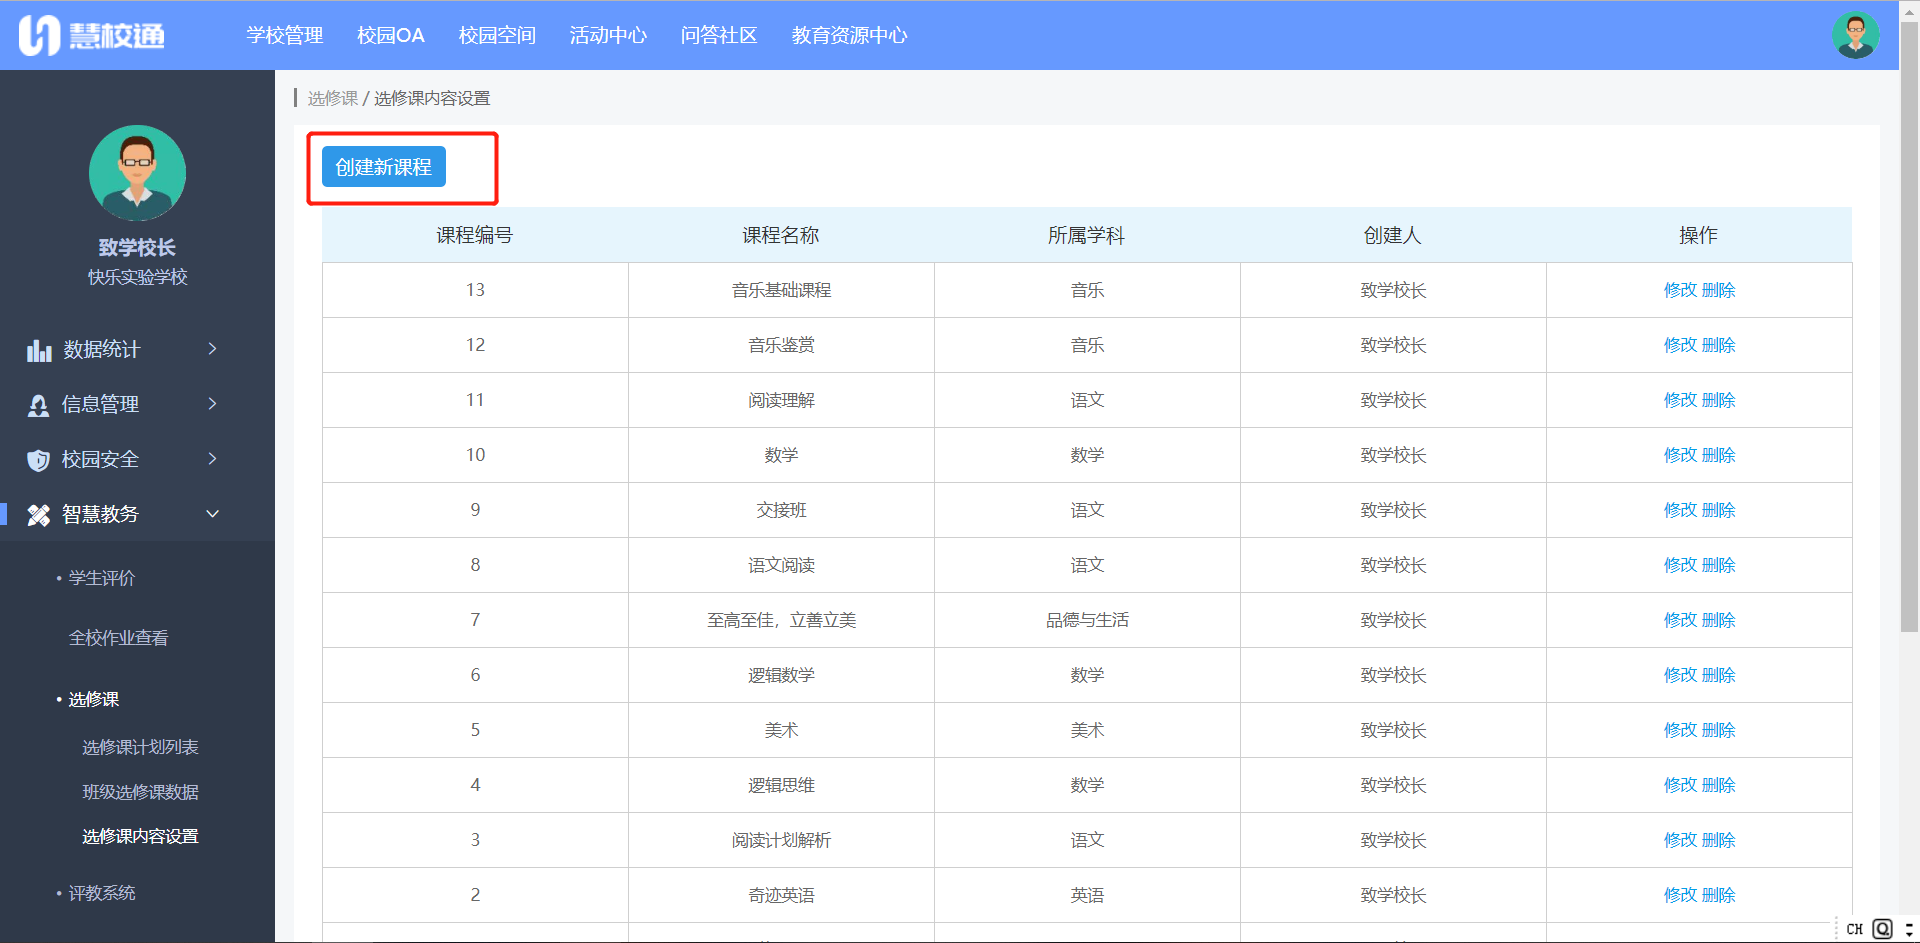 慧校通 学校管理 校园OA 校园空间 活动中心 问答社区 教育资源中心
致学校长
快乐实验学校
数据统计
信息管理
校园安全
智慧教务
• 学生评价
全校作业查看
• 选修课
选修课计划列表
班级选修课数据
选修课内容设置
• 评教系统
选修课 / 选修课内容设置
创建新课程
课程编号 课程名称 所属学科 创建人 操作
13 音乐基础课程 音乐 致学校长 修改 删除
12 音乐鉴赏 音乐 致学校长 修改 删除
11 阅读理解 语文 致学校长 修改 删除
10 数学 数学 致学校长 修改 删除
9 交接班 语文 致学校长 修改 删除
8 语文阅读 语文 致学校长 修改 删除
7 至高至佳，立善立美 品德与生活 致学校长 修改 删除
6 逻辑数学 数学 致学校长 修改 删除
5 美术 美术 致学校长 修改 删除
4 逻辑思维 数学 致学校长 修改 删除
3 阅读计划解析 语文 致学校长 修改 删除
2 奇迹英语 英语 致学校长 修改 删除
CH